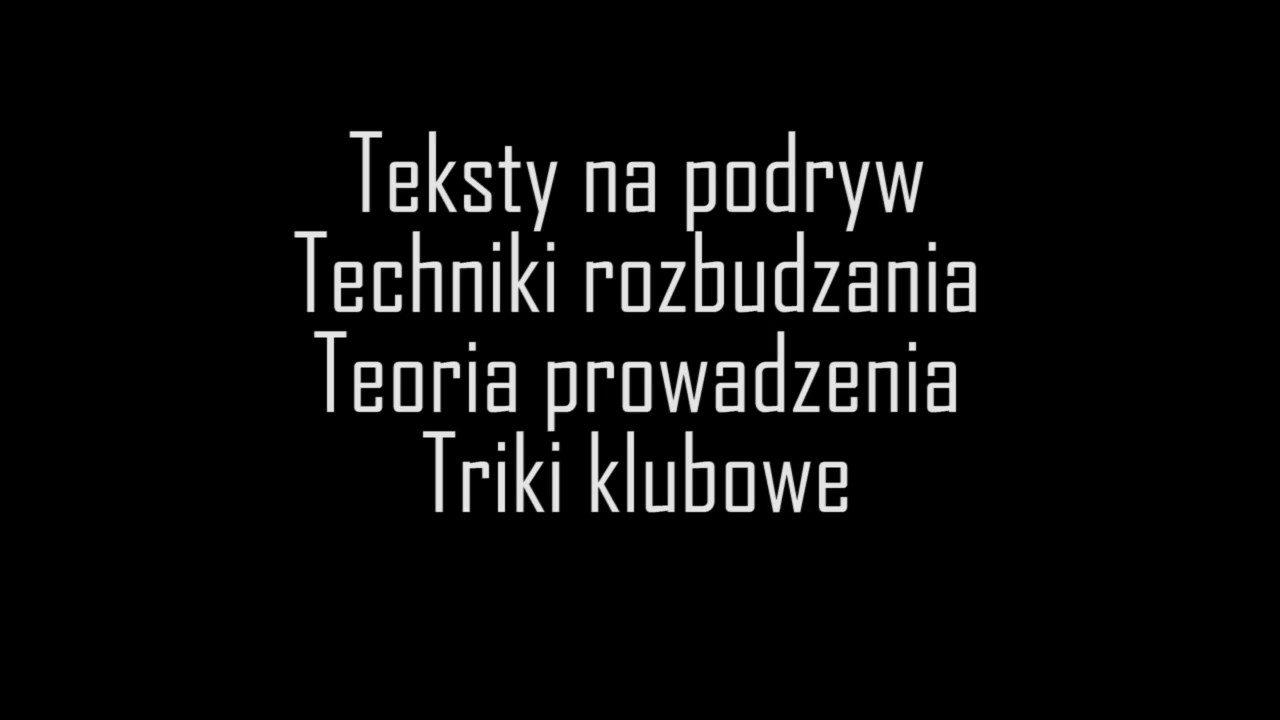 Teksty na podryw
Techniki rozbudzania
Teoria prowadzenia
Triki klubowe